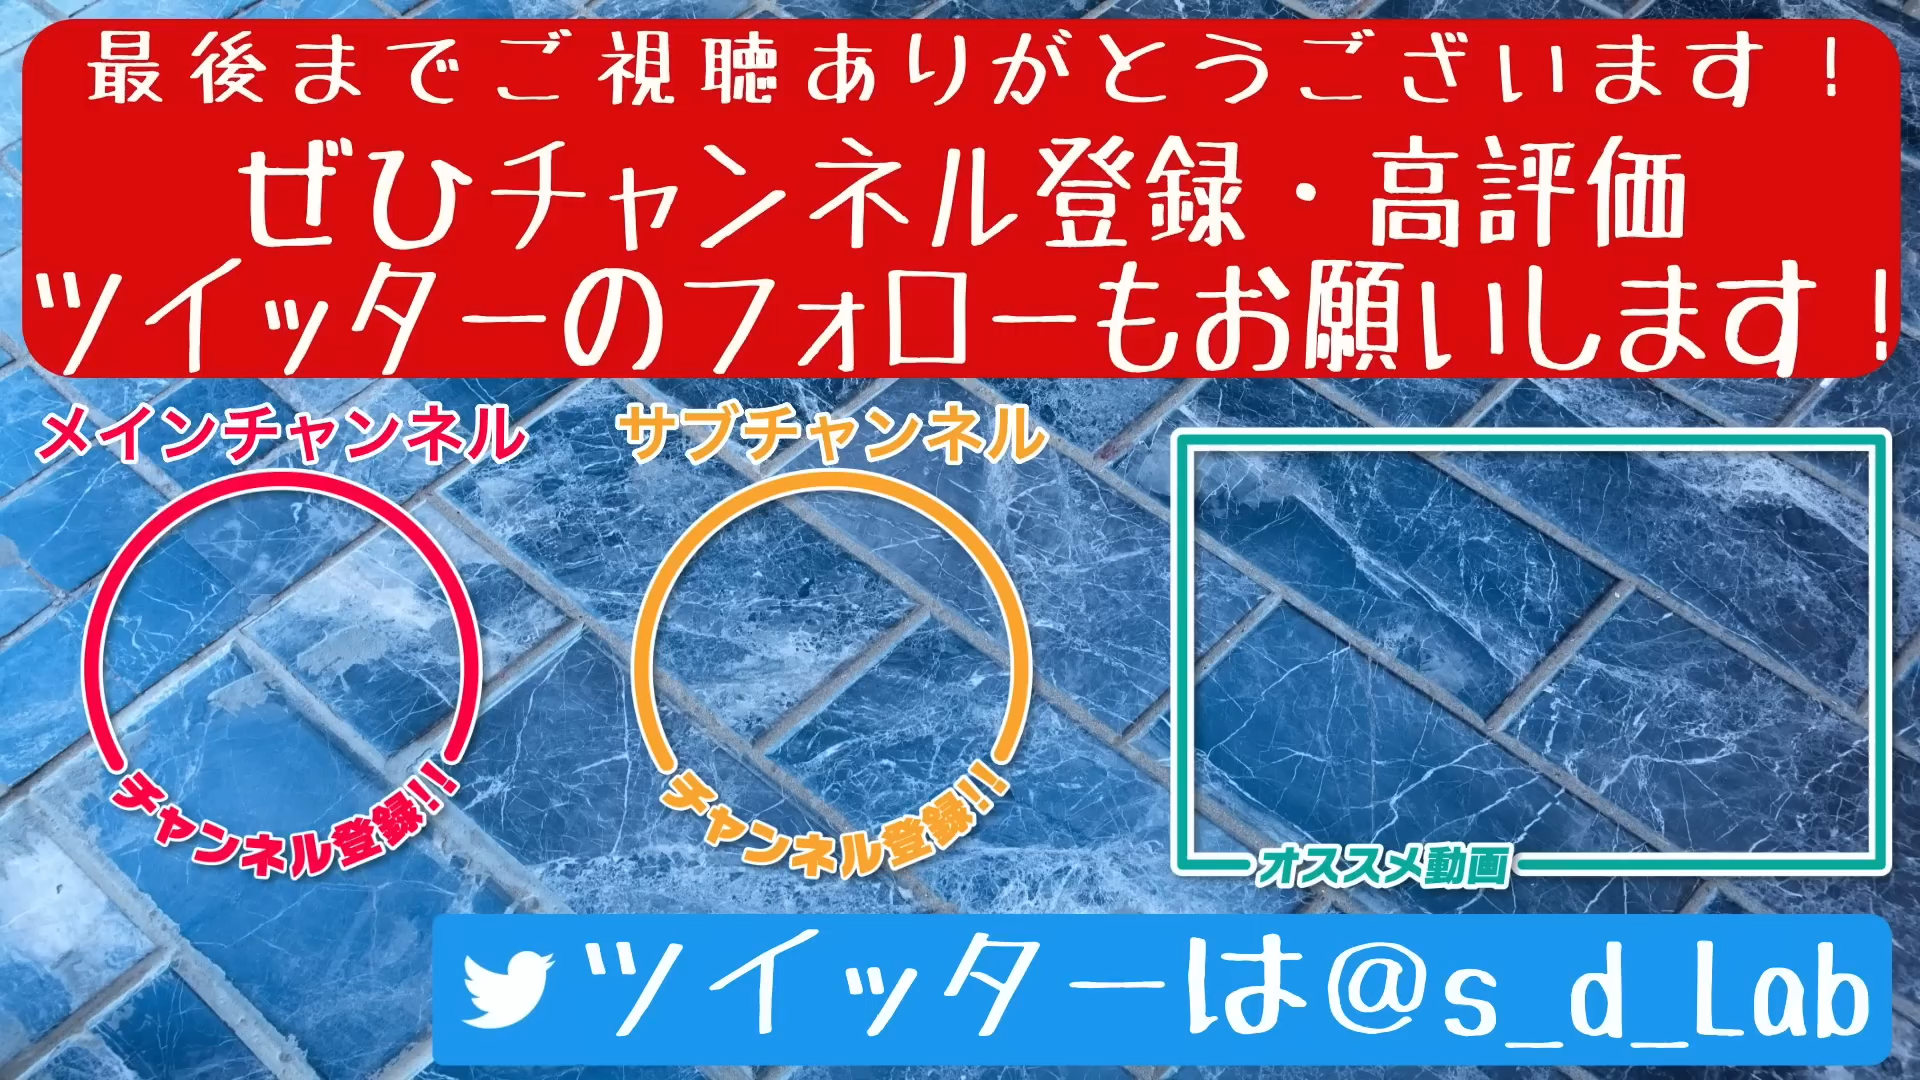 最後までご視聴ありがとうございます！
ぜひチャンネル登録・高評価
ツイッターのフォローもお願いします！
メインチャンネル
サブチャンネル
チャンネル登録!!
チャンネル登録!!
オススメ動画
ツイッターは@s_d_Lab